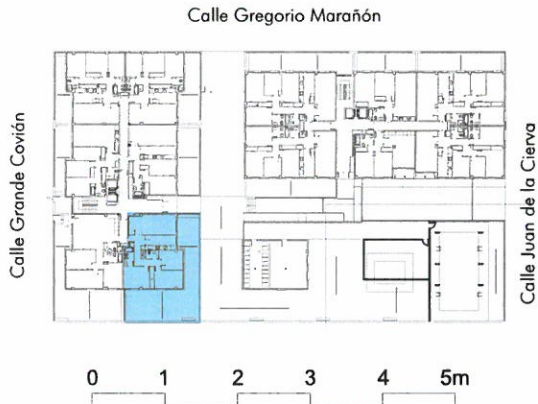 Calle Gregorio Marañón
Calle Grande Covián
Calle Juan de la Cierva
0 1 2 3 4 5m